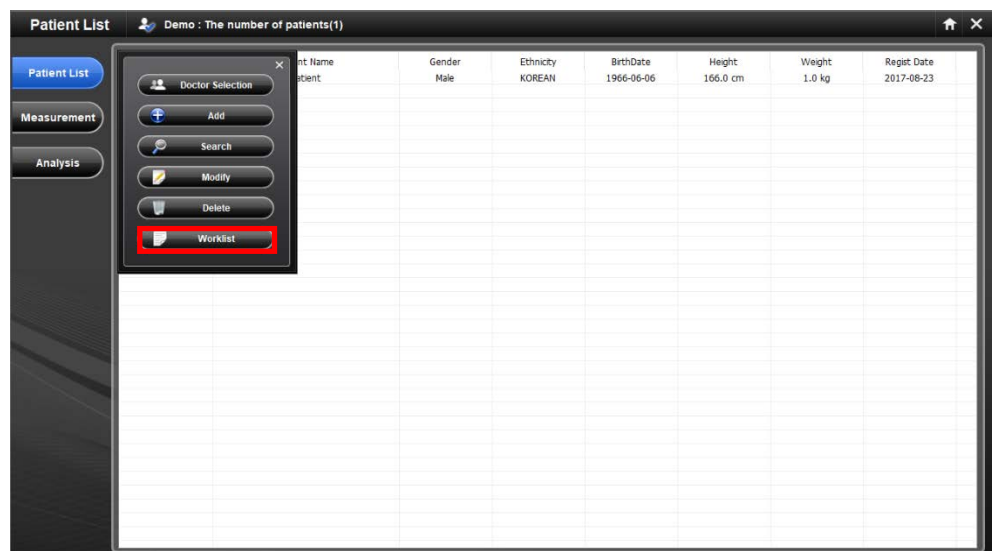 Patient List
Demo : The number of patients(1)
Patient List
Measurement
Analysis
Doctor Selection
Add
Search
Modify
Delete
Worklist
nt Name Gender Ethnicity BirthDate Height Weight Regist Date
atient Male KOREAN 1966-06-06 166.0 cm 1.0 kg 2017-08-23